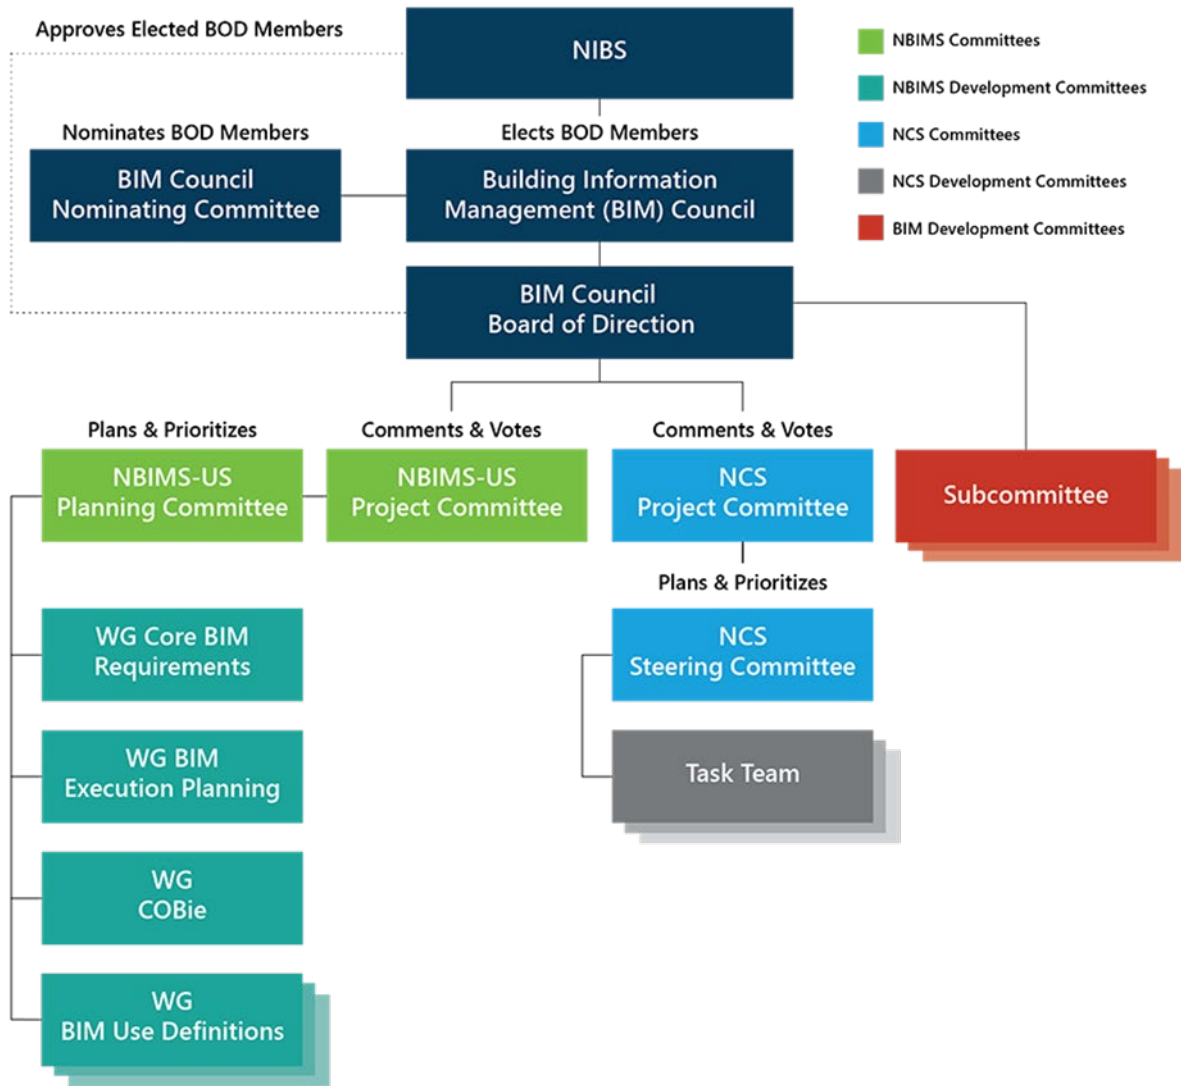 Approves Elected BOD Members
NIBS
NBIMS Committees
NBIMS Development Committees
NCS Committees
NCS Development Committees
BIM Development Committees
Nominates BOD Members
Elects BOD Members
BIM Council
Nominating Committee
Building Information
Management (BIM) Council
BIM Council
Board of Direction
Plans & Prioritizes
Comments & Votes
Comments & Votes
NBIMS-US
Planning Committee
NBIMS-US
Project Committee
NCS
Project Committee
Subcommittee
Plans & Prioritizes
WG Core BIM
Requirements
NCS
Steering Committee
WG BIM
Execution Planning
Task Team
WG
COBie
WG
BIM Use Definitions